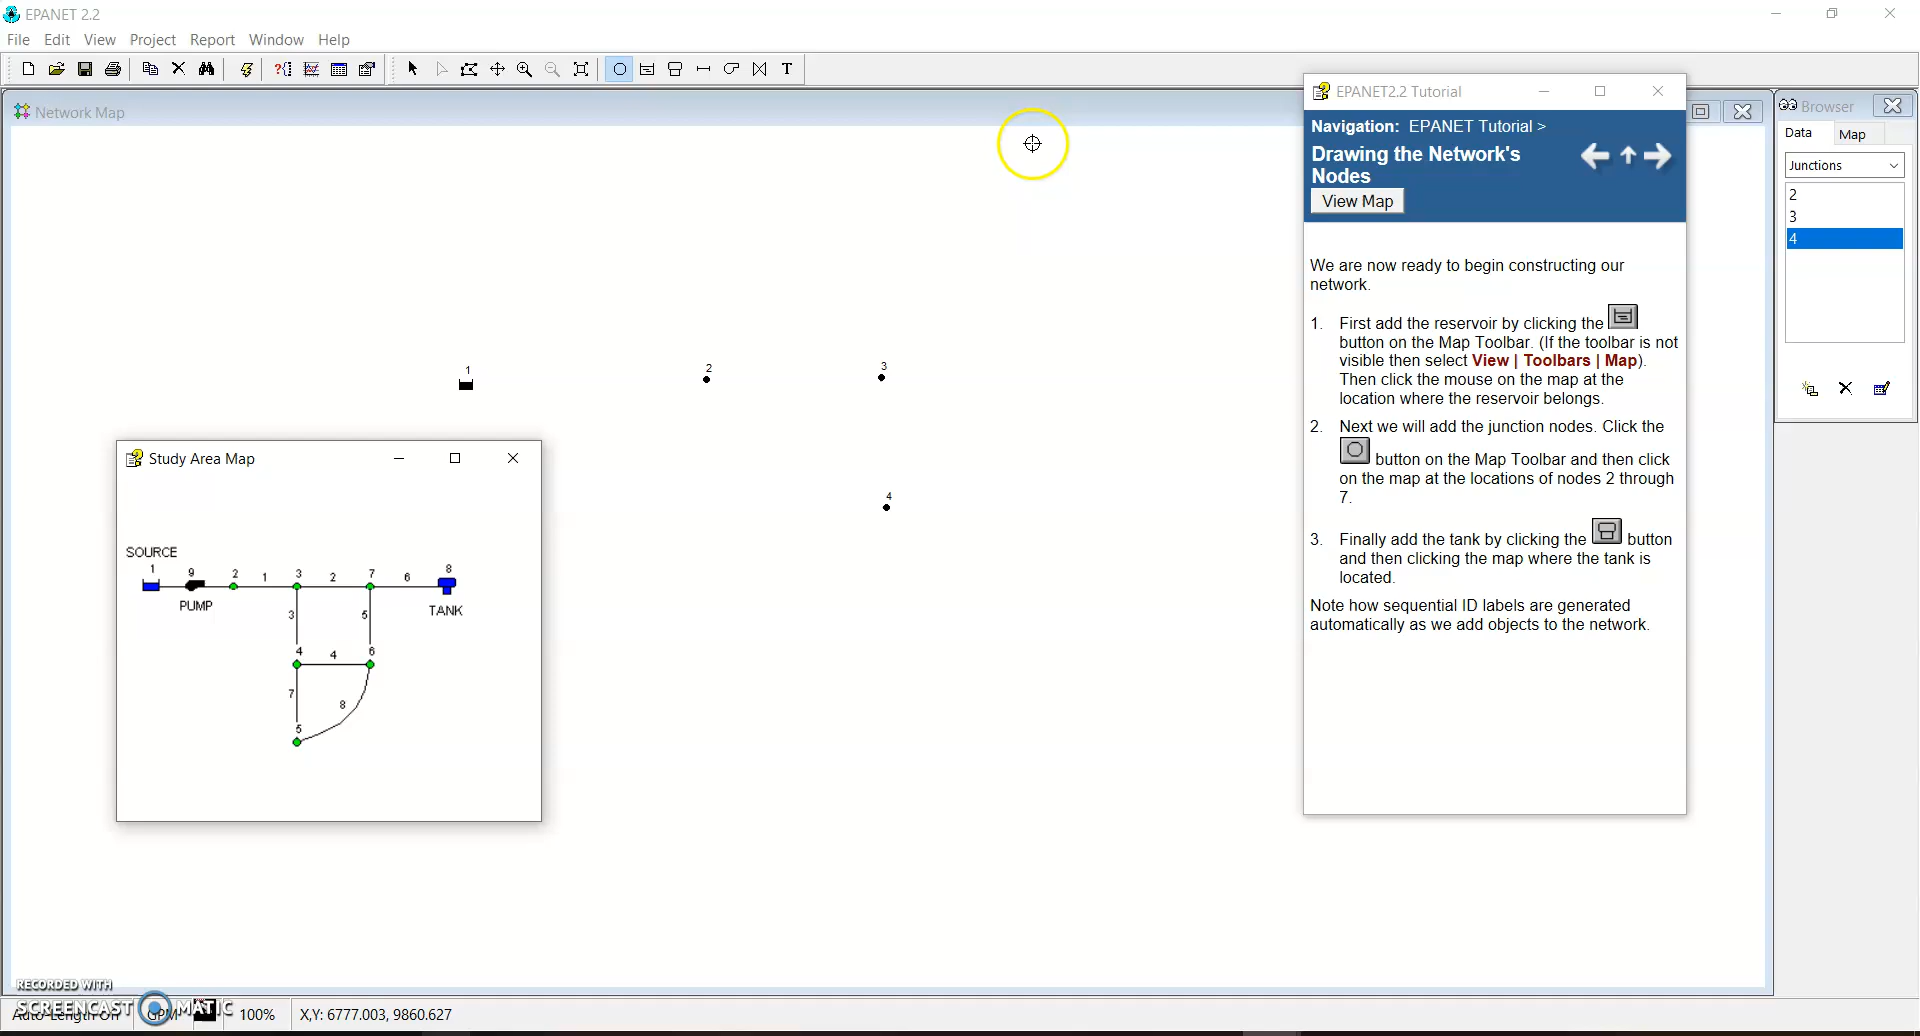 EPANET 2.2
File Edit View Project Report Window Help
T
Network Map
1
2
3
4
Study Area Map
SOURCE
1 9 2 1 3 2 7 6 8
PUMP
TANK
3 5
4 4 6
7 8
5
EPANET2.2 Tutorial
Navigation: EPANET Tutorial >
Drawing the Network's
Nodes
View Map
We are now ready to begin constructing our
network.
1. First add the reservoir by clicking the
button on the Map Toolbar. (If the toolbar is not
visible then select View | Toolbars | Map).
Then click the mouse on the map at the
location where the reservoir belongs.
2. Next we will add the junction nodes. Click the
button on the Map Toolbar and then click
on the map at the locations of nodes 2 through
7.
3. Finally add the tank by clicking the button
and then clicking the map where the tank is
located.
Note how sequential ID labels are generated
automatically as we add objects to the network.
Browser
Data Map
Junctions
2
3
4
RECORDED WITH
SCREENCAST MATIC
Auto-Length On GPM 100% X,Y: 6777.003, 9860.627